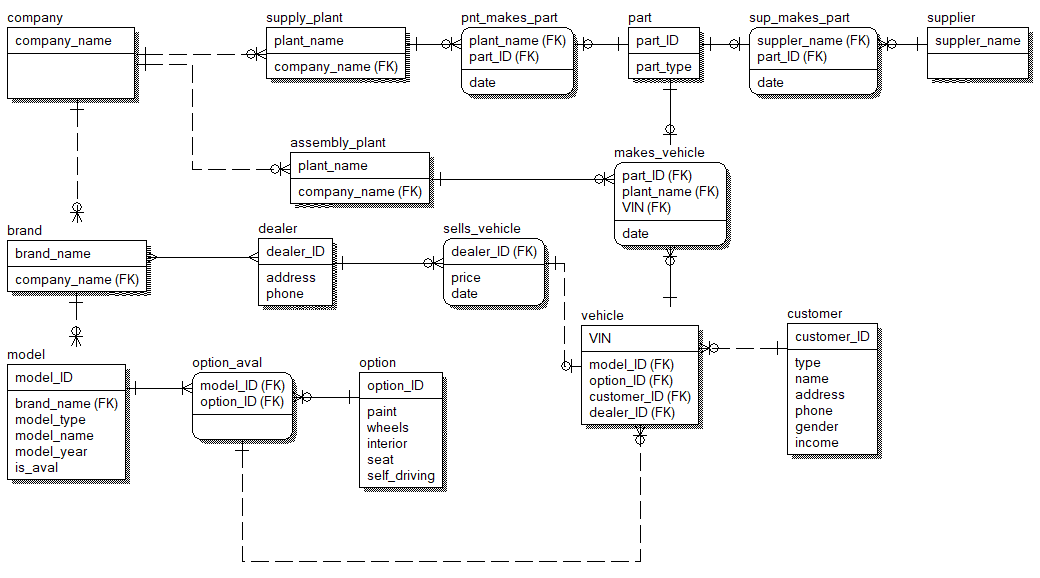 company
company_name
supply_plant
plant_name
company_name (FK)
pnt_makes_part
plant_name (FK)
part_ID (FK)
date
part
part_ID
part_type
sup_makes_part
suppler_name (FK)
part_ID (FK)
date
supplier
suppler_name
assembly_plant
plant_name
company_name (FK)
makes_vehicle
part_ID (FK)
plant_name (FK)
VIN (FK)
date
brand
brand_name
company_name (FK)
dealer
dealer_ID
address
phone
sells_vehicle
dealer_ID (FK)
price
date
vehicle
VIN
model_ID (FK)
option_ID (FK)
customer_ID (FK)
dealer_ID (FK)
customer
customer_ID
type
name
address
phone
gender
income
model
model_ID
brand_name (FK)
model_type
model_name
model_year
is_aval
option_aval
model_ID (FK)
option_ID (FK)
option
option_ID
paint
wheels
interior
seat
self_driving